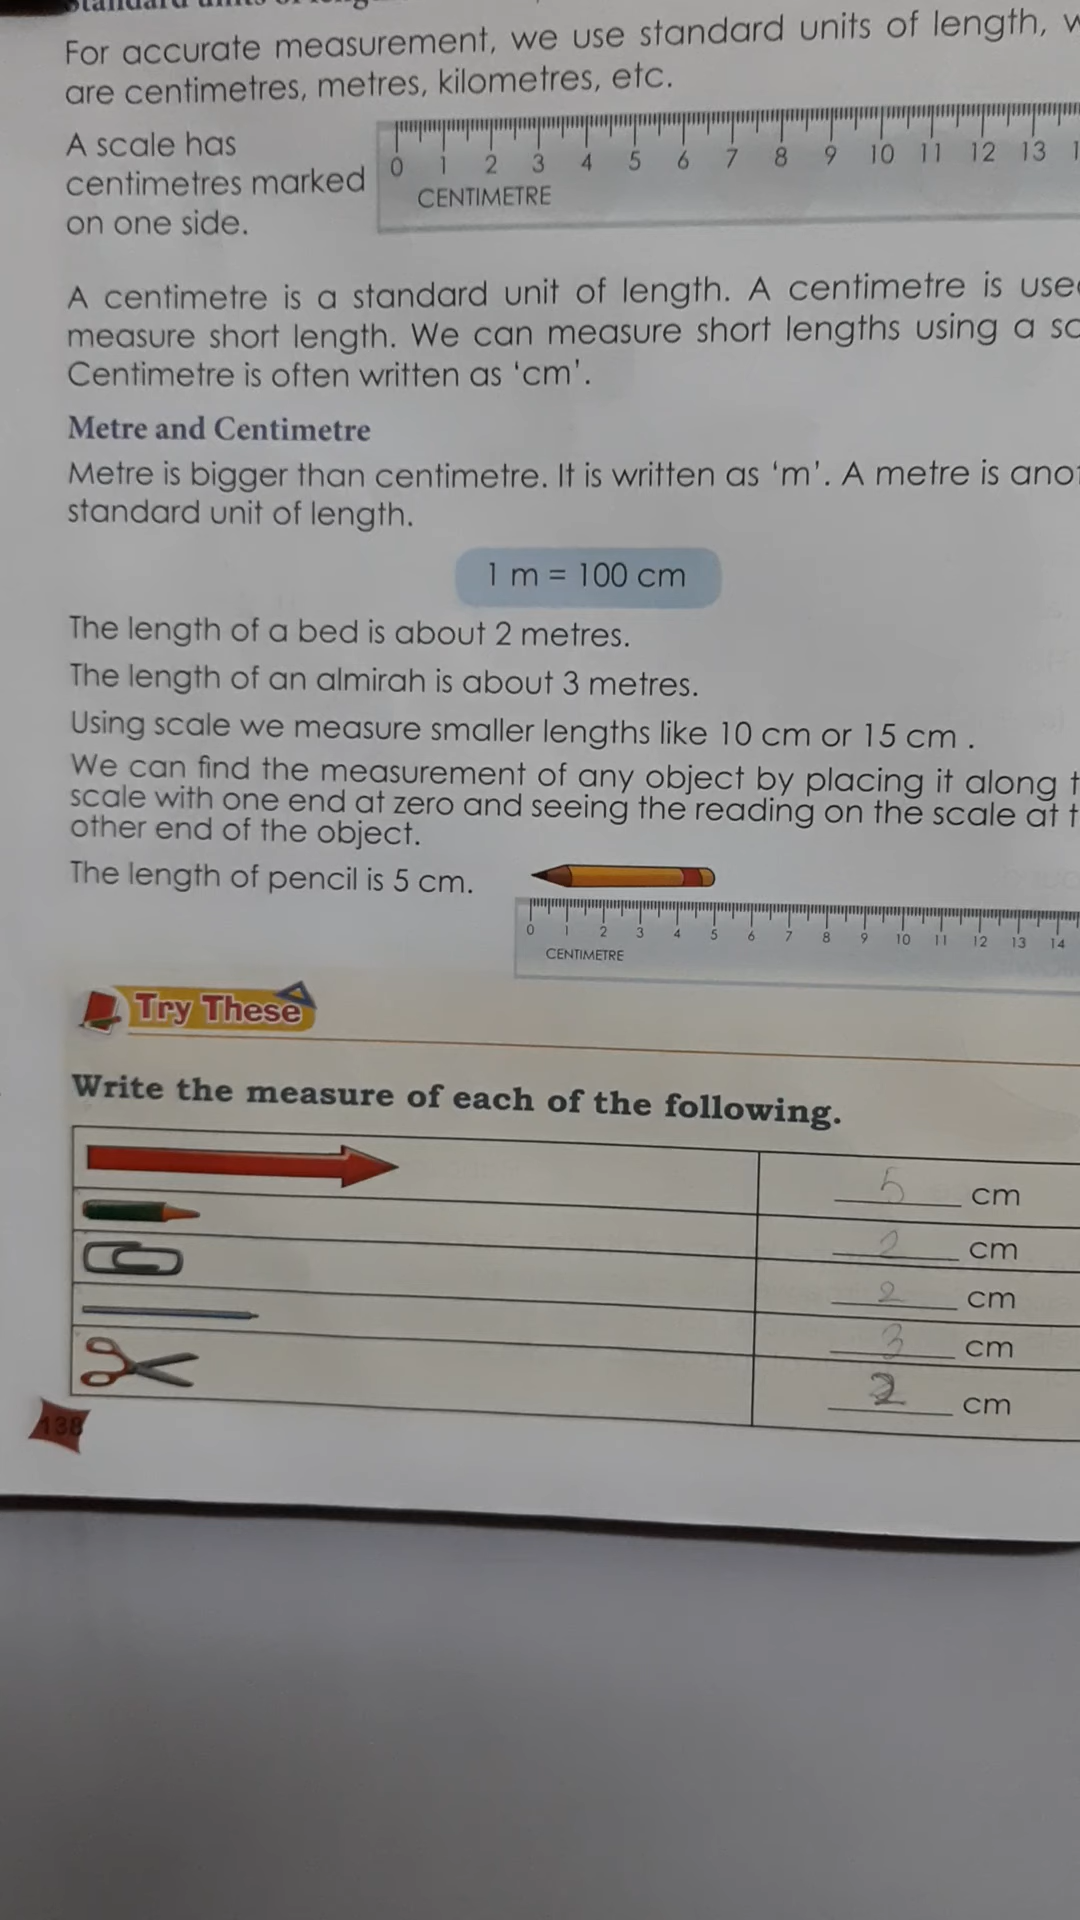 For accurate measurement, we use standard units of length,
are centimetres, metres, kilometres, etc.
A scale has
centimetres marked
on one side.
0 1 2 3 4 5 6 7 8 9 10 11 12 13
CENTIMETRE
A centimetre is a standard unit of length. A centimetre is
measure short length. We can measure short lengths using a
Centimetre is often written as ‘cm’.
Metre and Centimetre
Metre is bigger than centimetre. It is written as ‘m’. A metre is
standard unit of length.
1 m = 100 cm
The length of a bed is about 2 metres.
The length of an almirah is about 3 metres.
Using scale we measure smaller lengths like 10 cm or 15 cm .
We can find the measurement of any object by placing it along
scale with one end at zero and seeing the reading on the scale at
other end of the object.
The length of pencil is 5 cm.
0 1 2 3 4 5 6 7 8 9 10 11 12 13 14
CENTIMETRE
Try These
Write the measure of each of the following.
5 cm
2 cm
2 cm
3 cm
2 cm
138